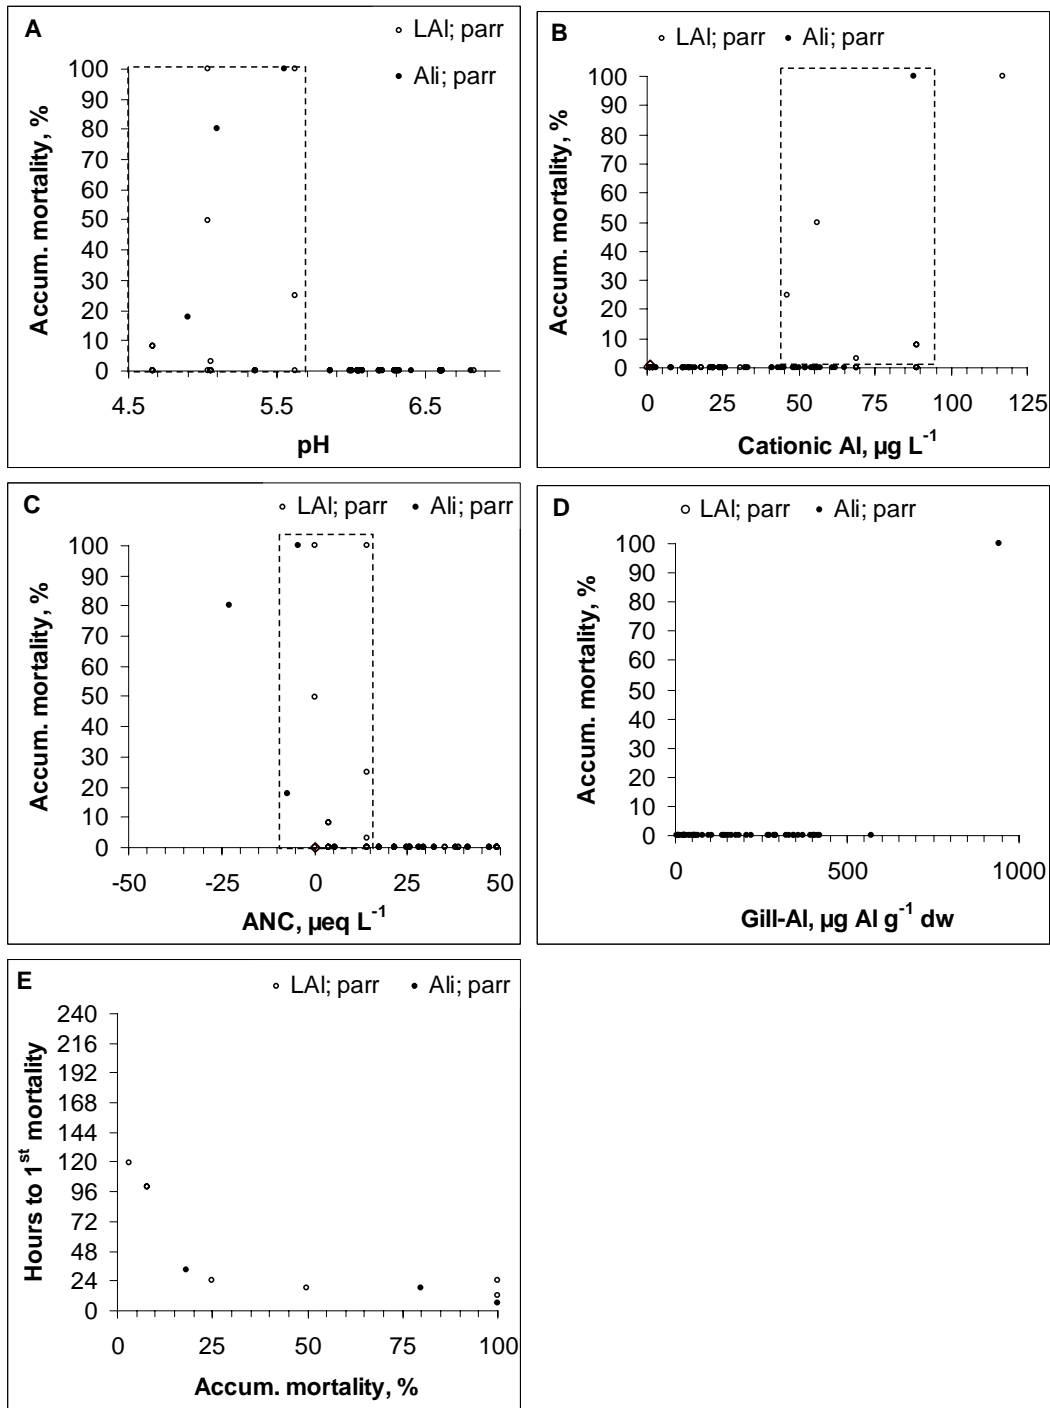 A
LAl; parr
Ali; parr
100
90
80
70
60
50
40
30
20
10
0
Accum. mortality, %
4.5 5.5 6.5
pH
B
LAl; parr Ali; parr
100
90
80
70
60
50
40
30
20
10
0
Accum. mortality, %
0 25 50 75 100 125
Cationic Al, µg L⁻¹
C
LAl; parr Ali; parr
100
90
80
70
60
50
40
30
20
10
0
Accum. mortality, %
-50 -25 0 25 50
ANC, µeq L⁻¹
D
LAl; parr Ali; parr
100
90
80
70
60
50
40
30
20
10
0
Accum. mortality, %
0 500 1000
Gill-Al, µg Al g⁻¹ dw
E
LAl; parr Ali; parr
240
216
192
168
144
120
96
72
48
24
0
Hours to 1ˢᵗ mortality
0 25 50 75 100
Accum. mortality, %